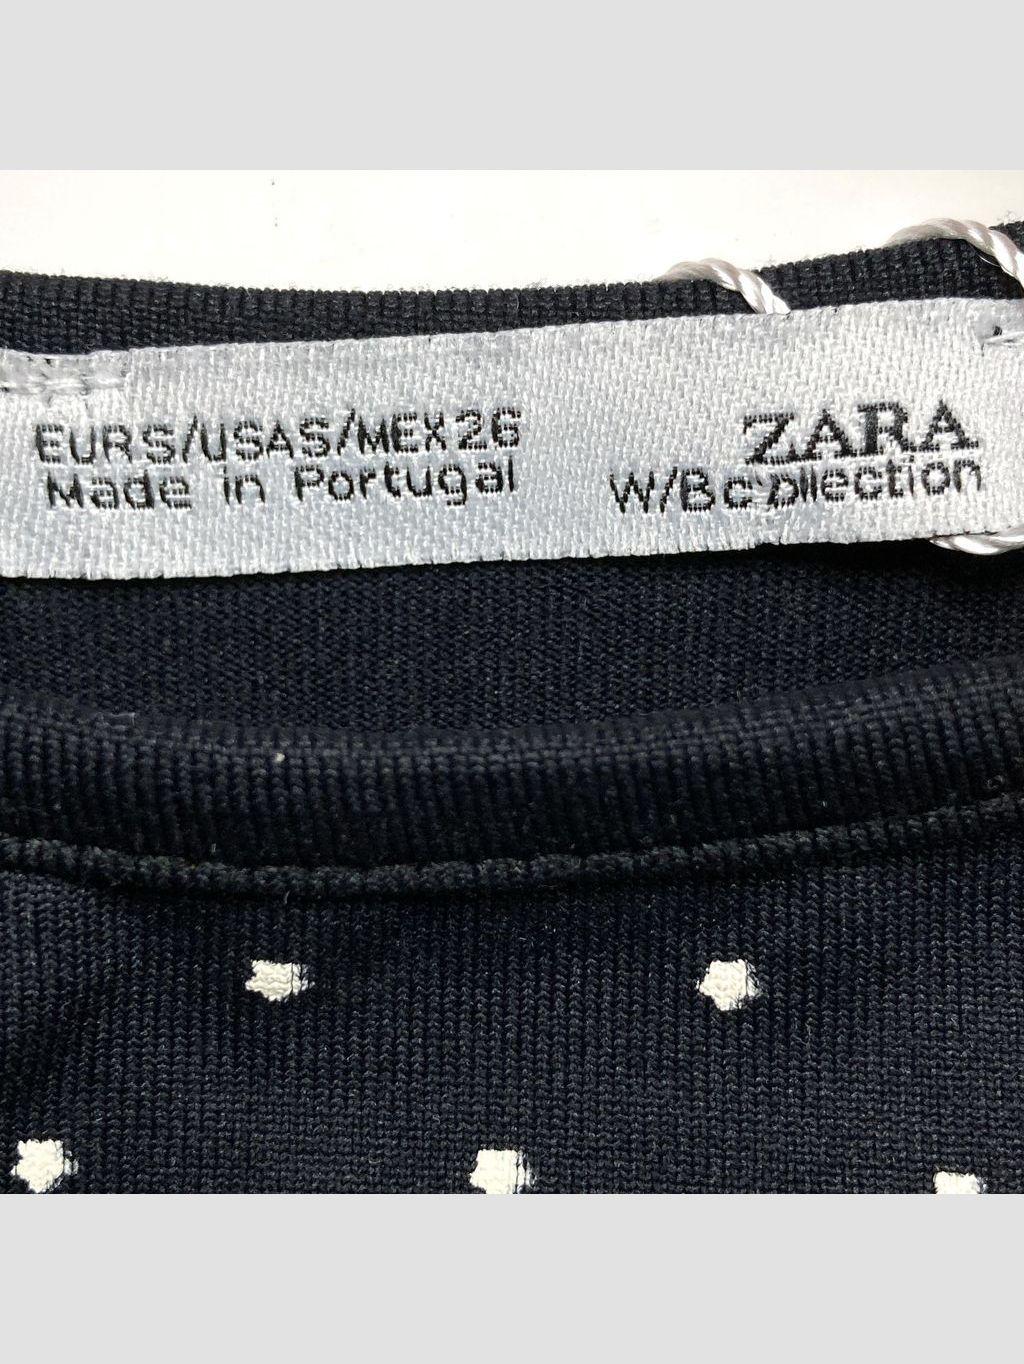 EUR S/USA S/MEX 26
Made in Portugal
ZARA
W/B collection